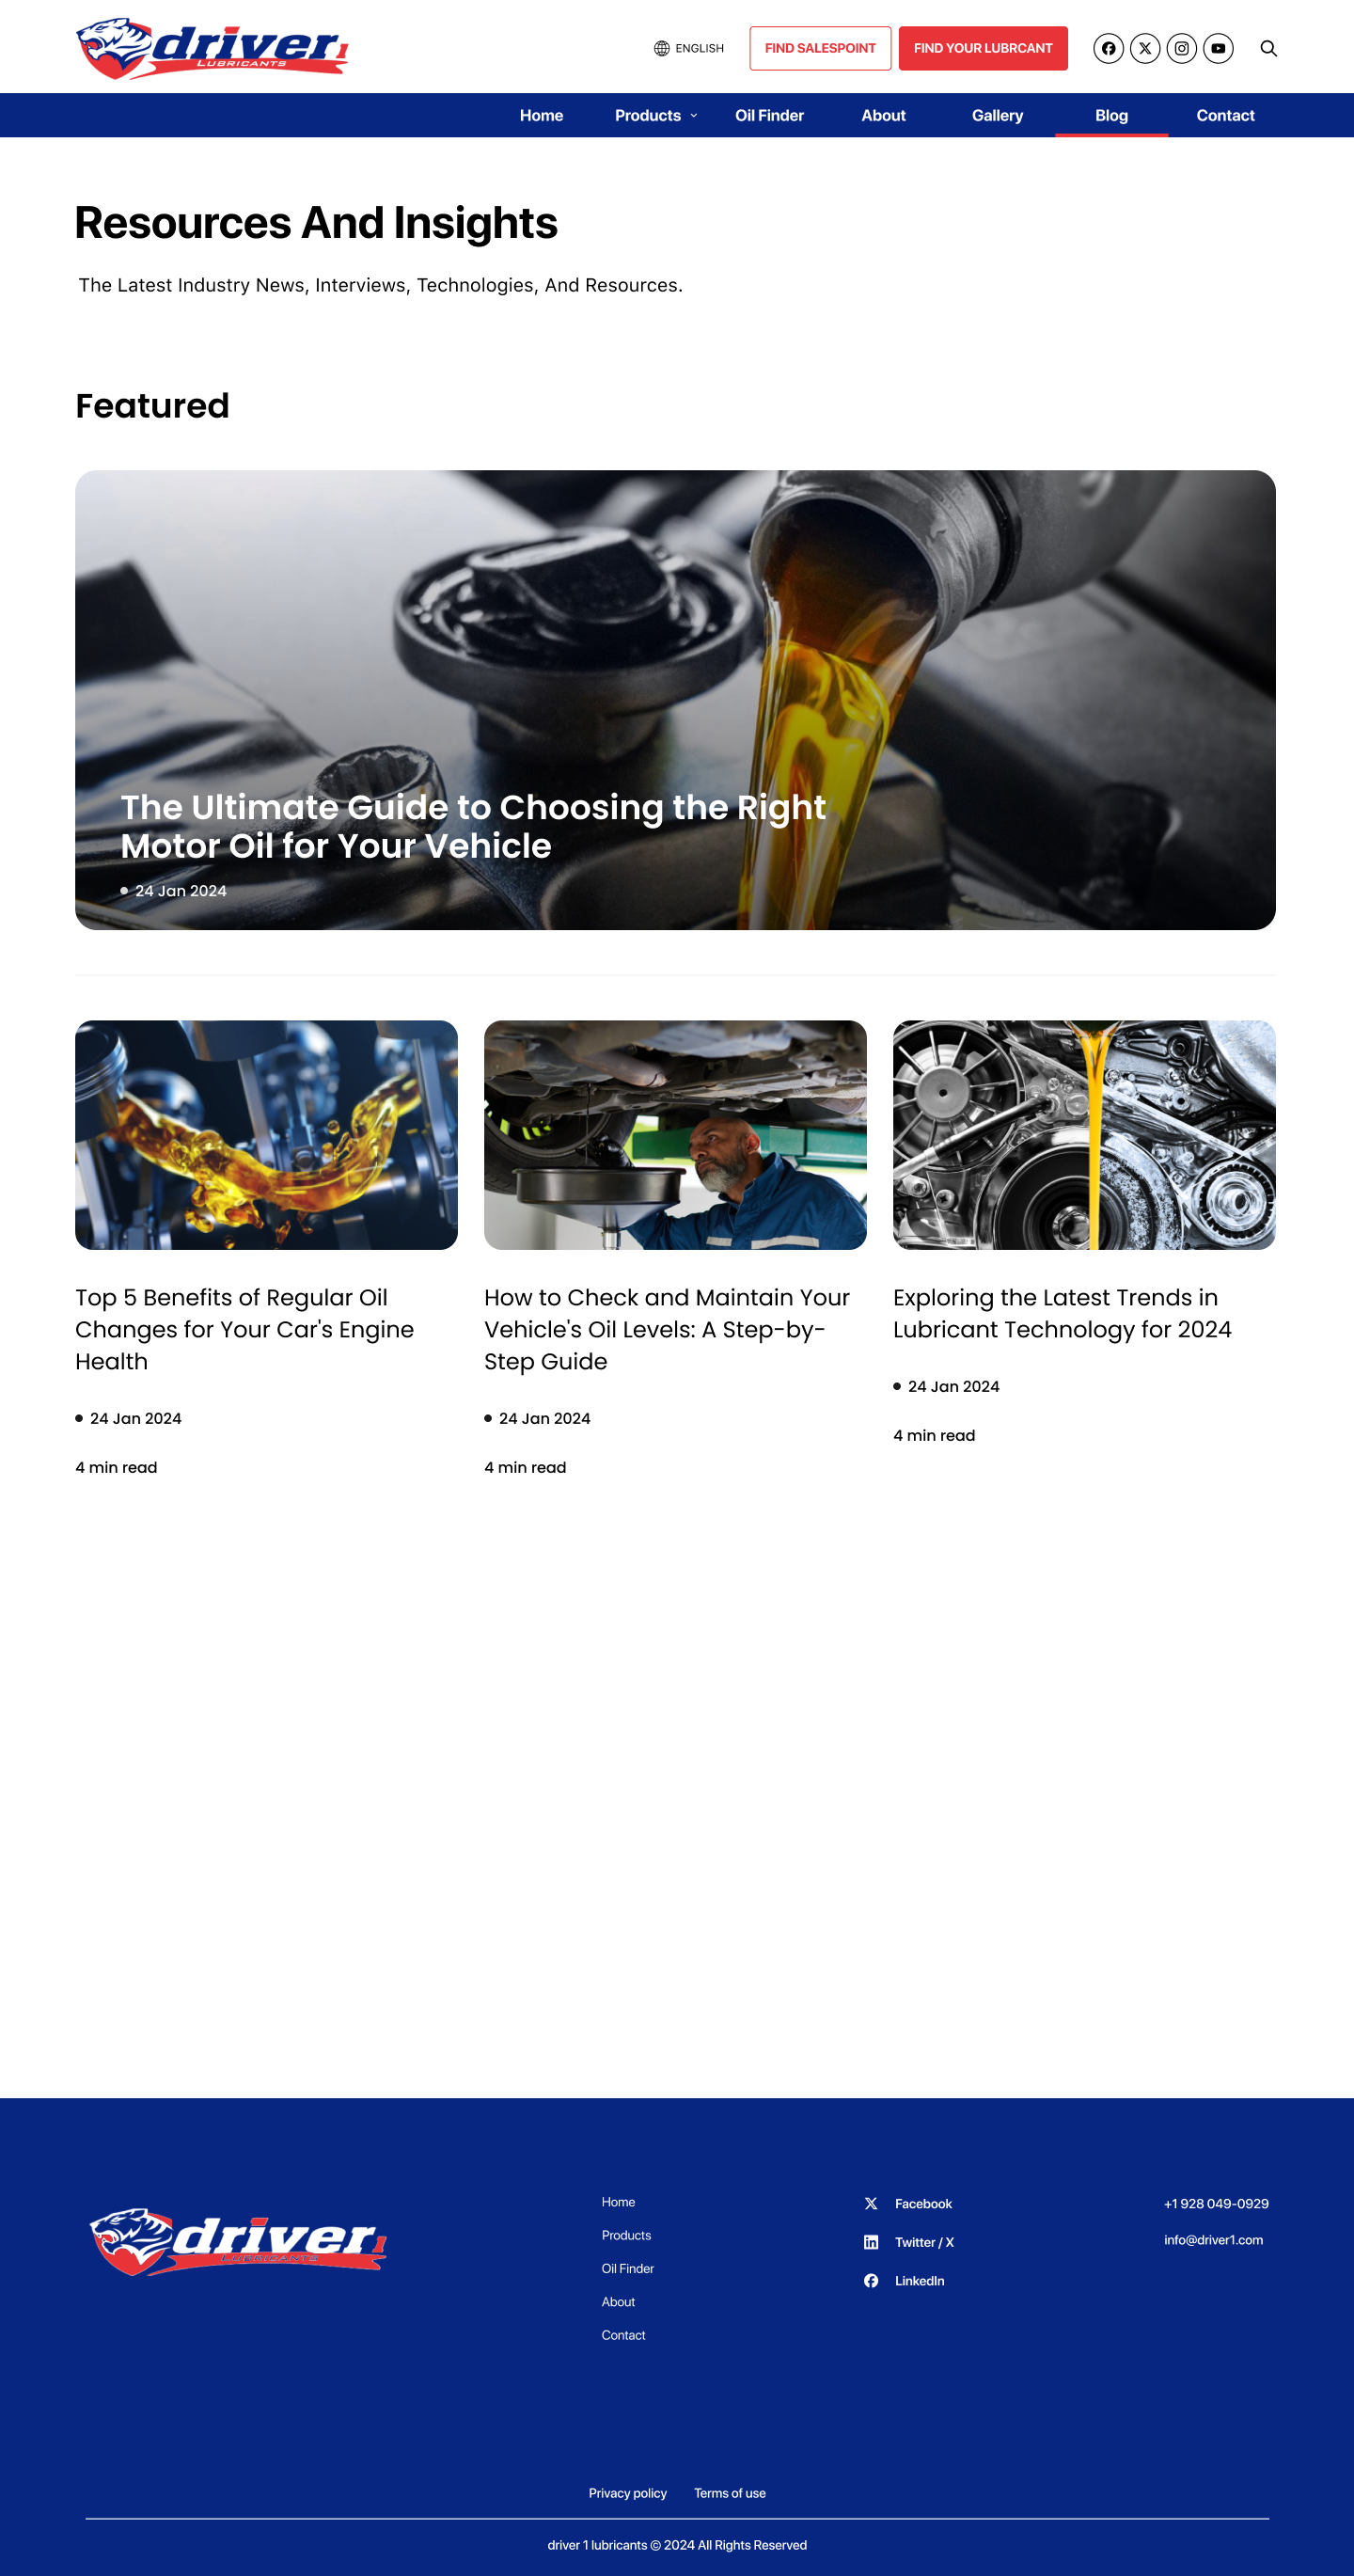 driver1
LUBRICANTS
ENGLISH
FIND SALESPOINT
FIND YOUR LUBRCANT
Home
Products
Oil Finder
About
Gallery
Blog
Contact
Resources And Insights
The Latest Industry News, Interviews, Technologies, And Resources.
Featured
The Ultimate Guide to Choosing the Right
Motor Oil for Your Vehicle
24 Jan 2024
Top 5 Benefits of Regular Oil
Changes for Your Car's Engine
Health
24 Jan 2024
4 min read
How to Check and Maintain Your
Vehicle's Oil Levels: A Step-by-
Step Guide
24 Jan 2024
4 min read
Exploring the Latest Trends in
Lubricant Technology for 2024
24 Jan 2024
4 min read
driver1
LUBRICANTS
Home
Products
Oil Finder
About
Contact
Facebook
Twitter / X
LinkedIn
+1 928 049-0929
info@driver1.com
Privacy policy
Terms of use
driver 1 lubricants © 2024 All Rights Reserved